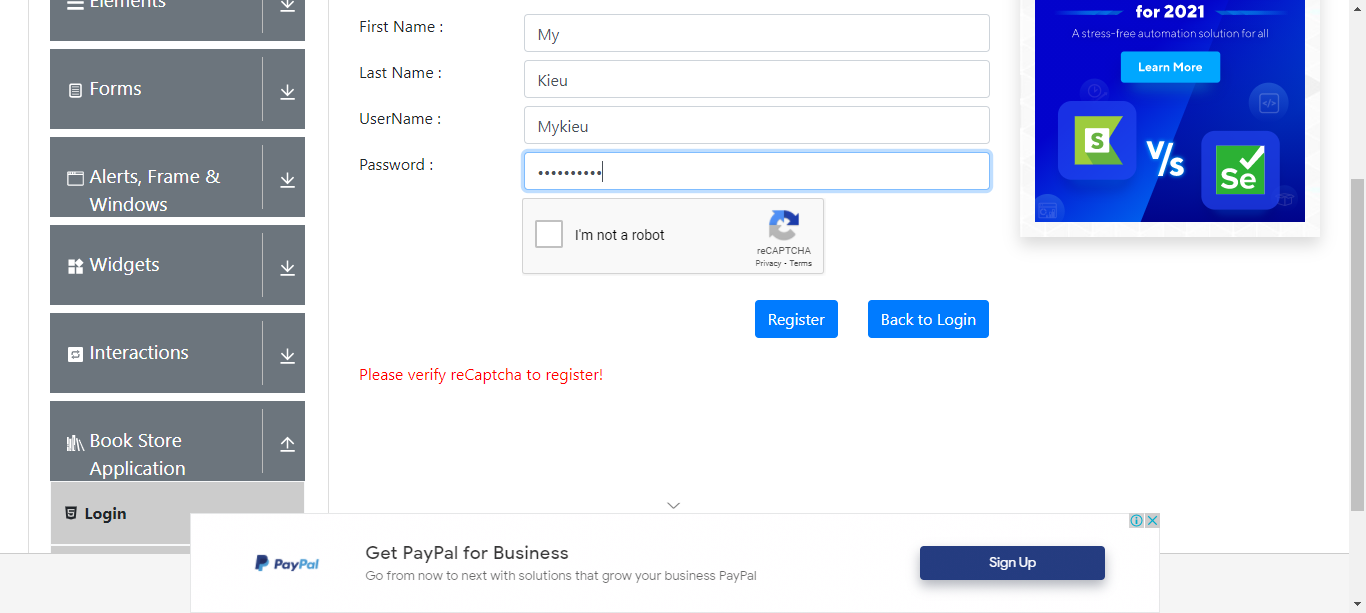 Elements
Forms
Alerts, Frame &
Windows
Widgets
Interactions
Book Store
Application
Login
First Name :
My
Last Name :
Kieu
UserName :
Mykieu
Password :
••••••••••
I'm not a robot
reCAPTCHA
Privacy - Terms
Register
Back to Login
Please verify reCaptcha to register!
for 2021
A stress-free automation solution for all
Learn More
S
V/s
Se
PayPal
Get PayPal for Business
Go from now to next with solutions that grow your business PayPal
Sign Up